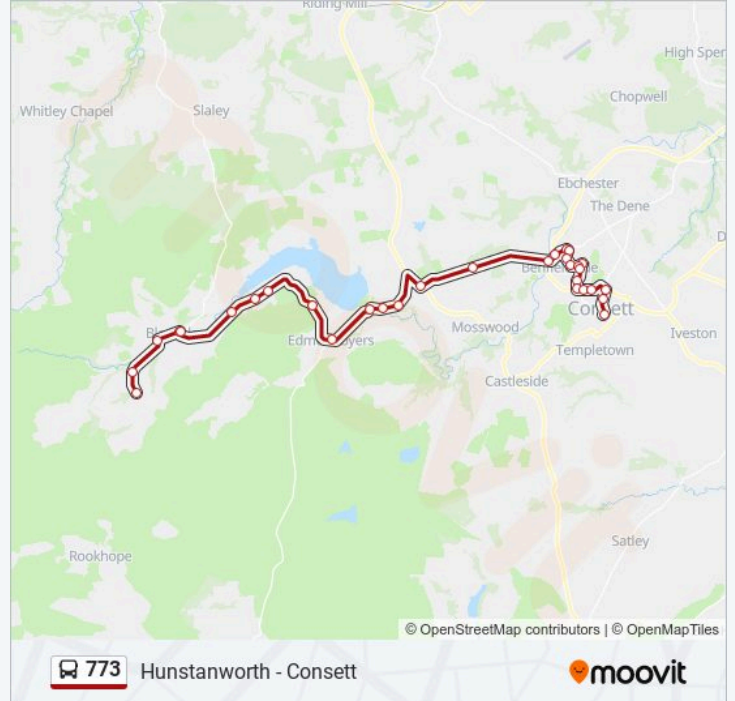 Riding Mill
High Spen
Whitley Chapel
Slaley
Chopwell
Ebchester
The Dene
Consett
Mosswood
Iveston
Templetown
Castleside
Satley
Rookhope
© OpenStreetMap contributors | © OpenMapTiles
773 Hunstanworth - Consett
moovit